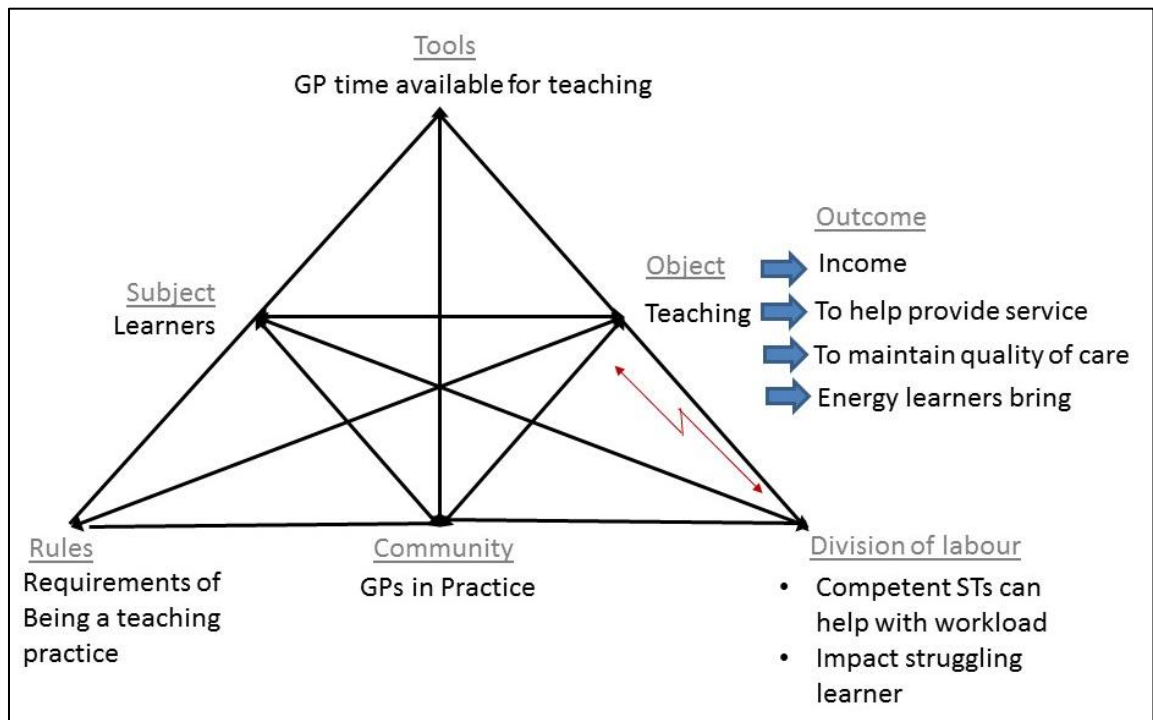 Tools
GP time available for teaching
Outcome
Income
To help provide service
To maintain quality of care
Energy learners bring
Object
Teaching
Subject
Learners
Rules
Requirements of
Being a teaching
practice
Community
GPs in Practice
Division of labour
• Competent STs can
help with workload
• Impact struggling
learner